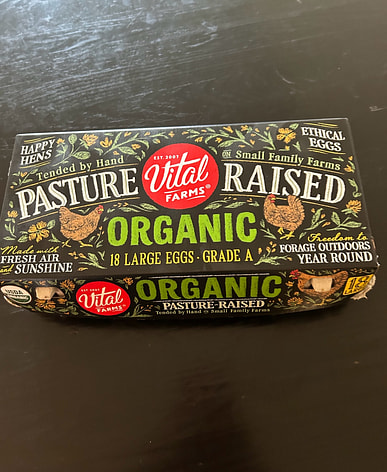 HAPPY HENS
ETHICAL EGGS
Tended by Hand
EST. 2007
ON Small Family Farms
PASTURE
Vital
FARMS®
RAISED
ORGANIC
Made with
FRESH AIR
and SUNSHINE
18 LARGE EGGS · GRADE A
Freedom to
FORAGE OUTDOORS
YEAR ROUND
USDA
ORGANIC
Vital
FARMS
ORGANIC
PASTURE-RAISED
Tended by Hand on Small Family Farms